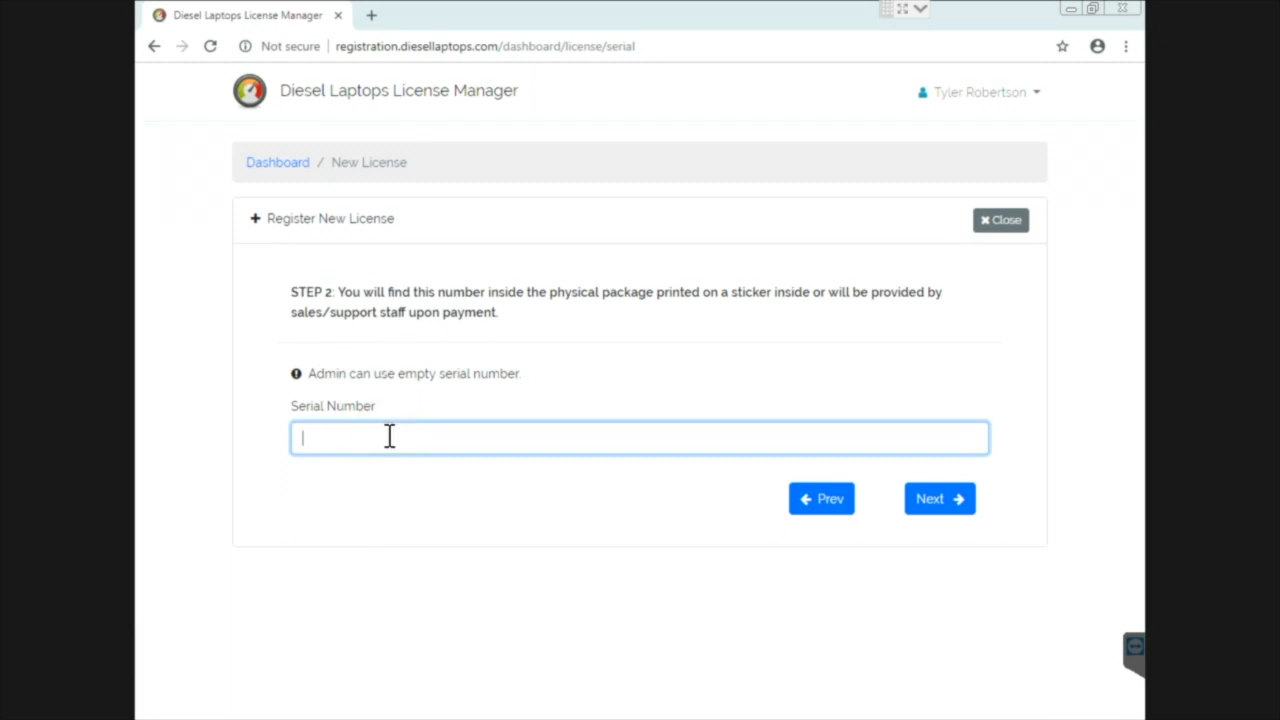 Diesel Laptops License Manager
Not secure
registration.diesellaptops.com/dashboard/license/serial
Diesel Laptops License Manager
Tyler Robertson
Dashboard / New License
Register New License
Close
STEP 2: You will find this number inside the physical package printed on a sticker inside or will be provided by
sales/support staff upon payment.
Admin can use empty serial number.
Serial Number
Prev
Next